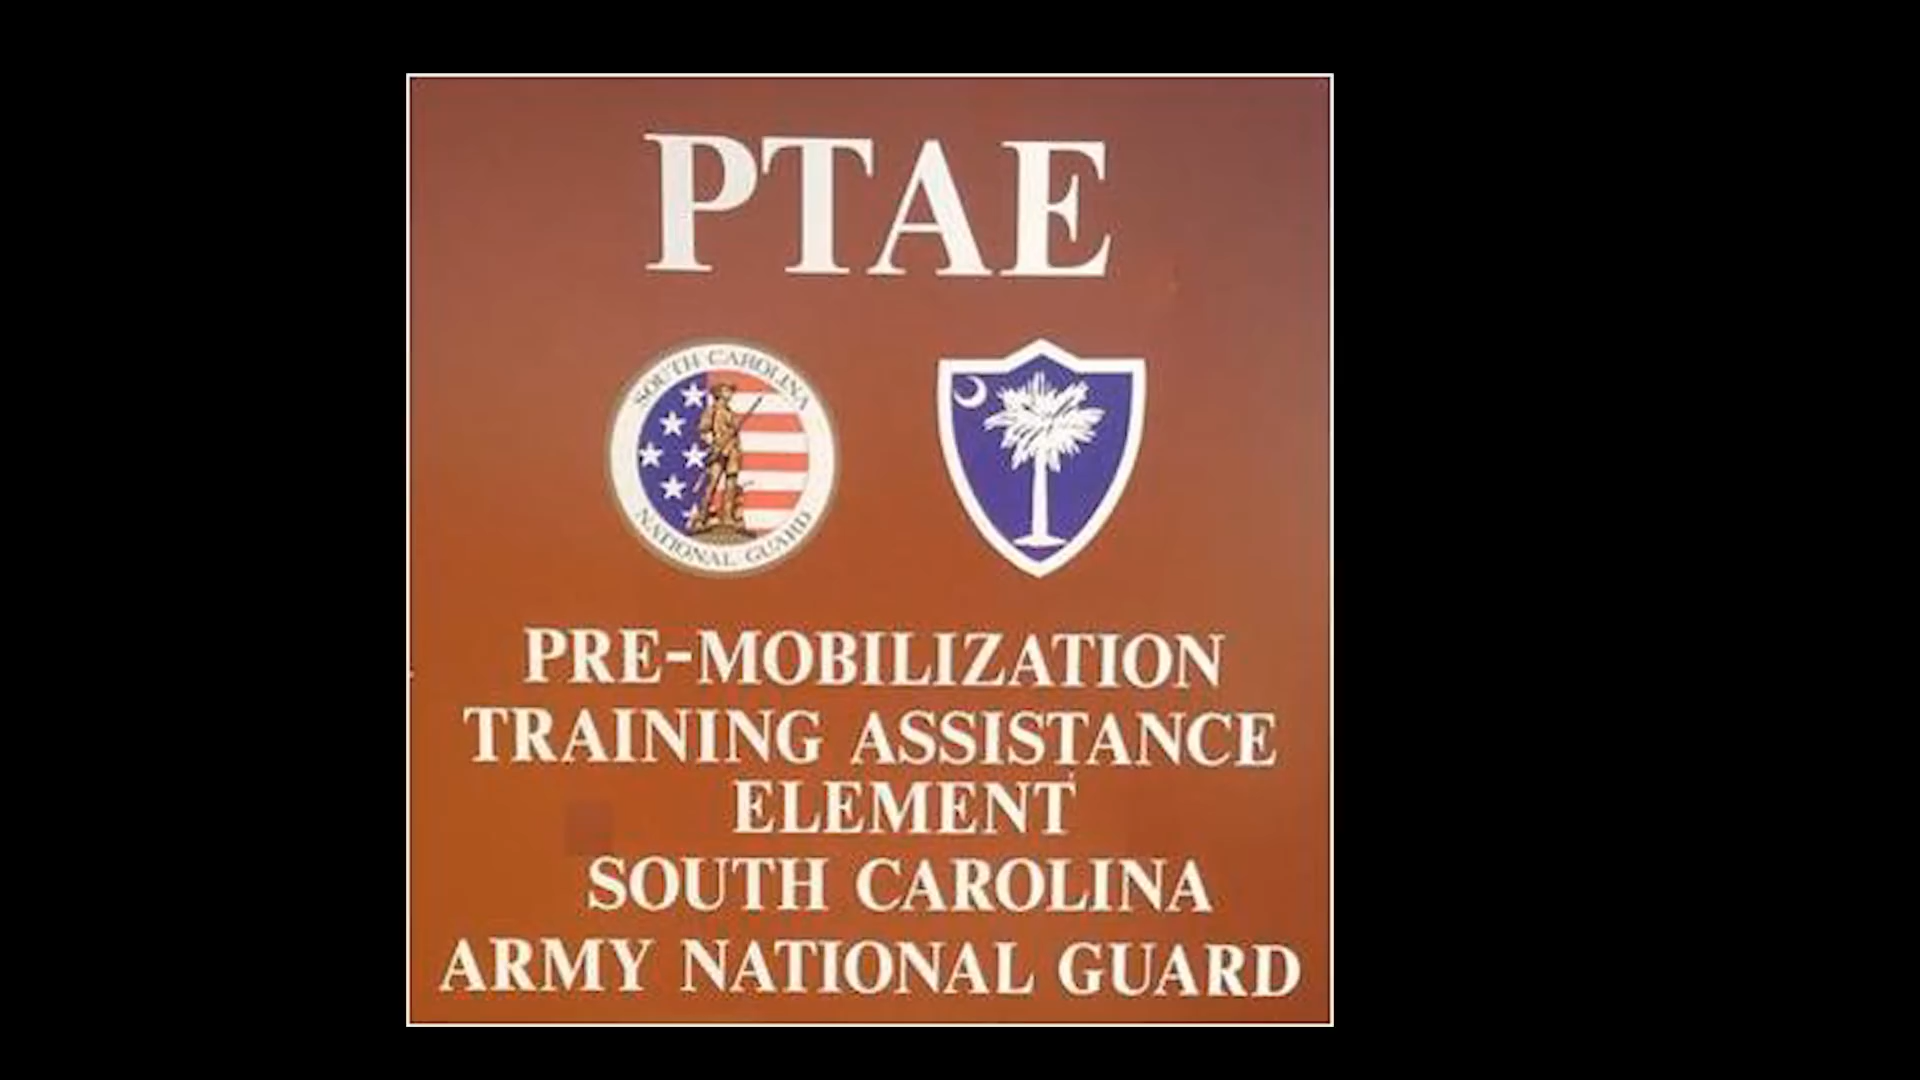 PTAE
SOUTH CAROLINA
NATIONAL GUARD
PRE-MOBILIZATION
TRAINING ASSISTANCE
ELEMENT
SOUTH CAROLINA
ARMY NATIONAL GUARD